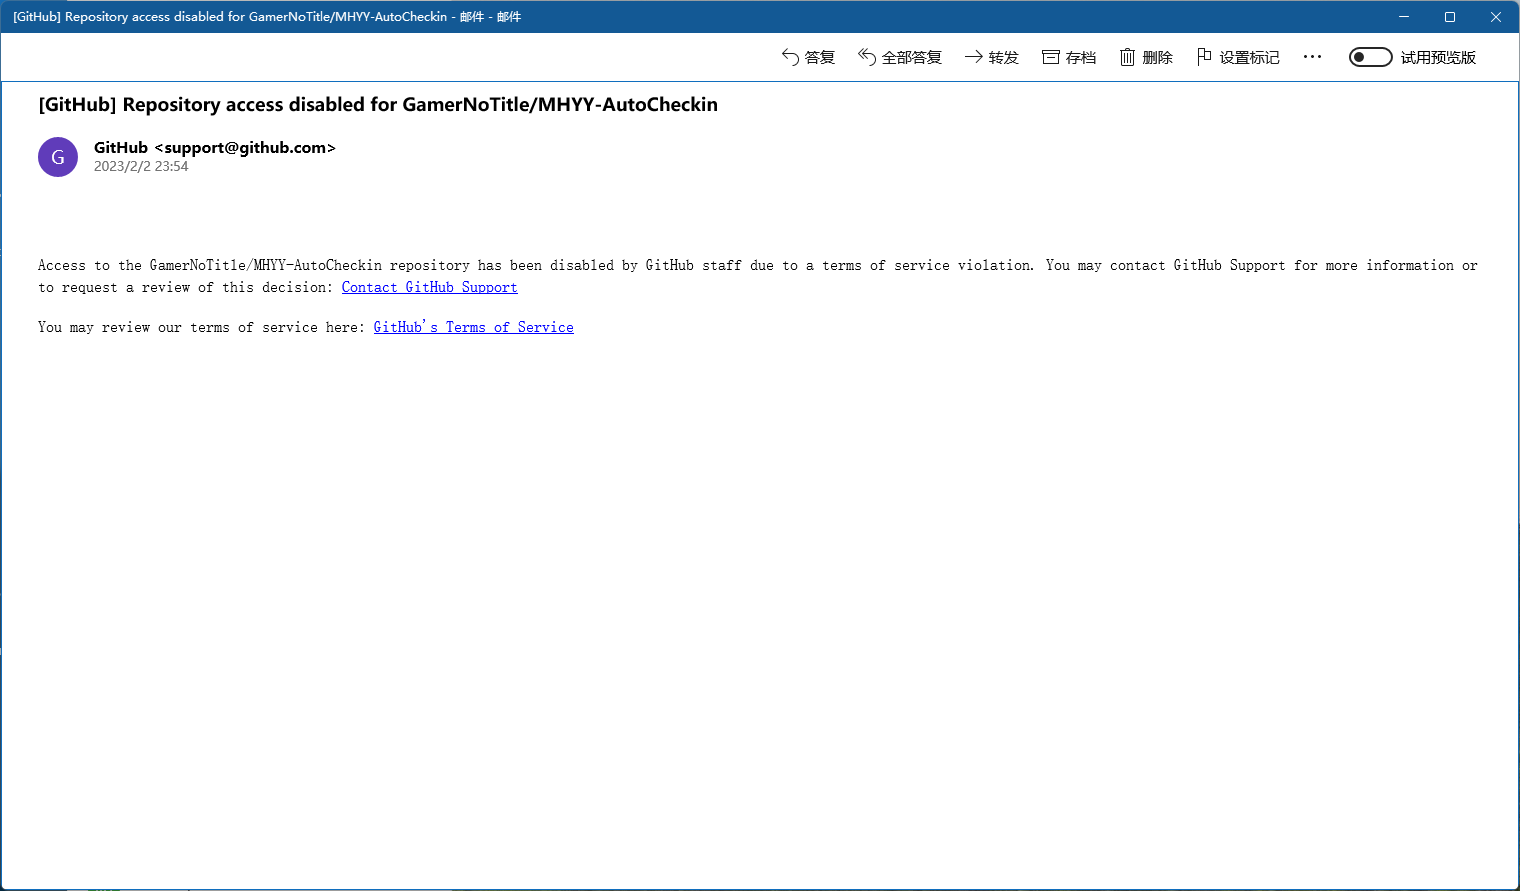 [GitHub] Repository access disabled for GamerNoTitle/MHYY-AutoCheckin - 邮件 - 邮件
答复 全部答复 转发 存档 删除 设置标记 ··· 试用预览版
[GitHub] Repository access disabled for GamerNoTitle/MHYY-AutoCheckin
G
GitHub <support@github.com>
2023/2/2 23:54
Access to the GamerNoTitle/MHYY-AutoCheckin repository has been disabled by GitHub staff due to a terms of service violation. You may contact GitHub Support for more information or
to request a review of this decision: Contact GitHub Support
You may review our terms of service here: GitHub's Terms of Service